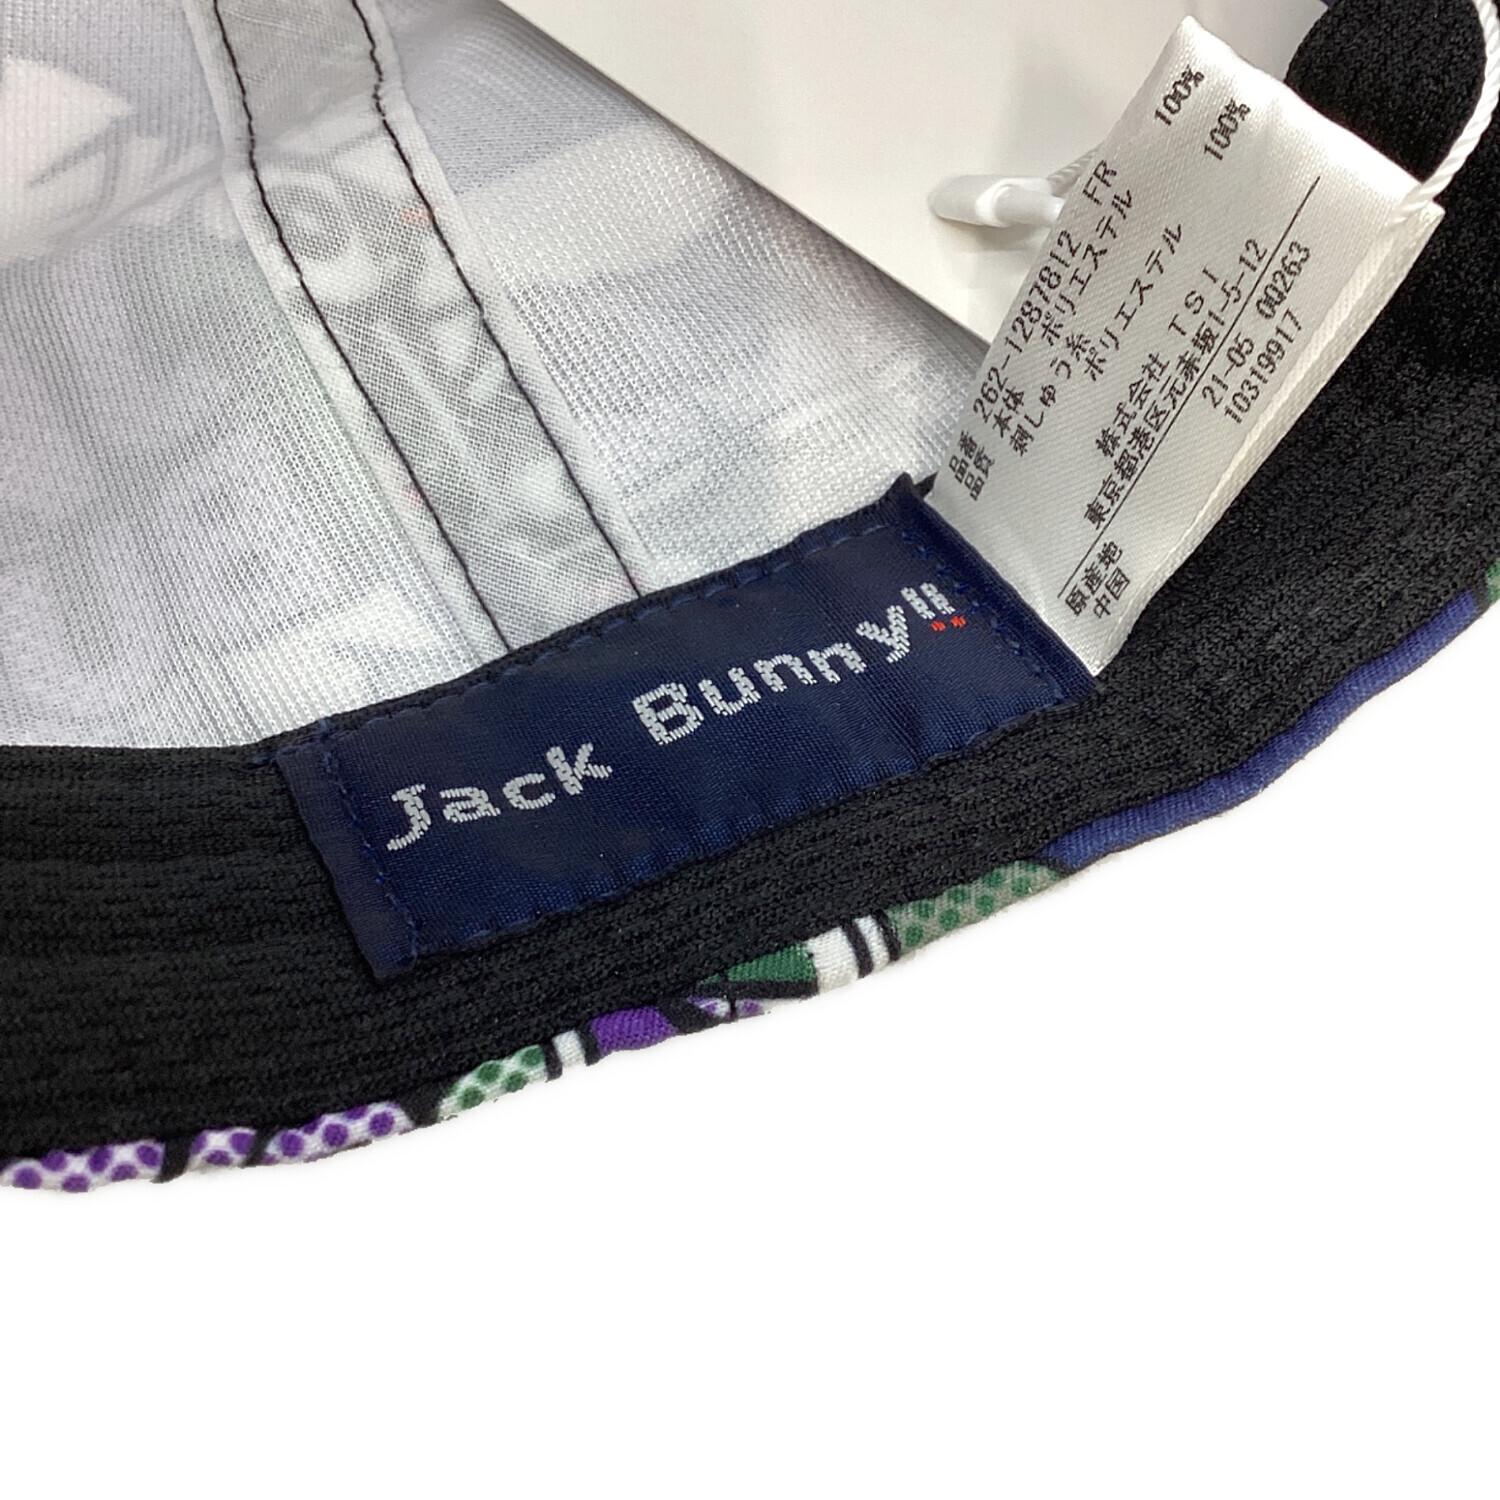 Jack Bunny!!
品番 262-1287812 FR
品質 本体 ポリエステル 100%
刺しゅう糸
ポリエステル 100%
株式会社 TSI
東京都港区元赤坂1-5-12
21-05 0Q263
10319917
原産地
中国